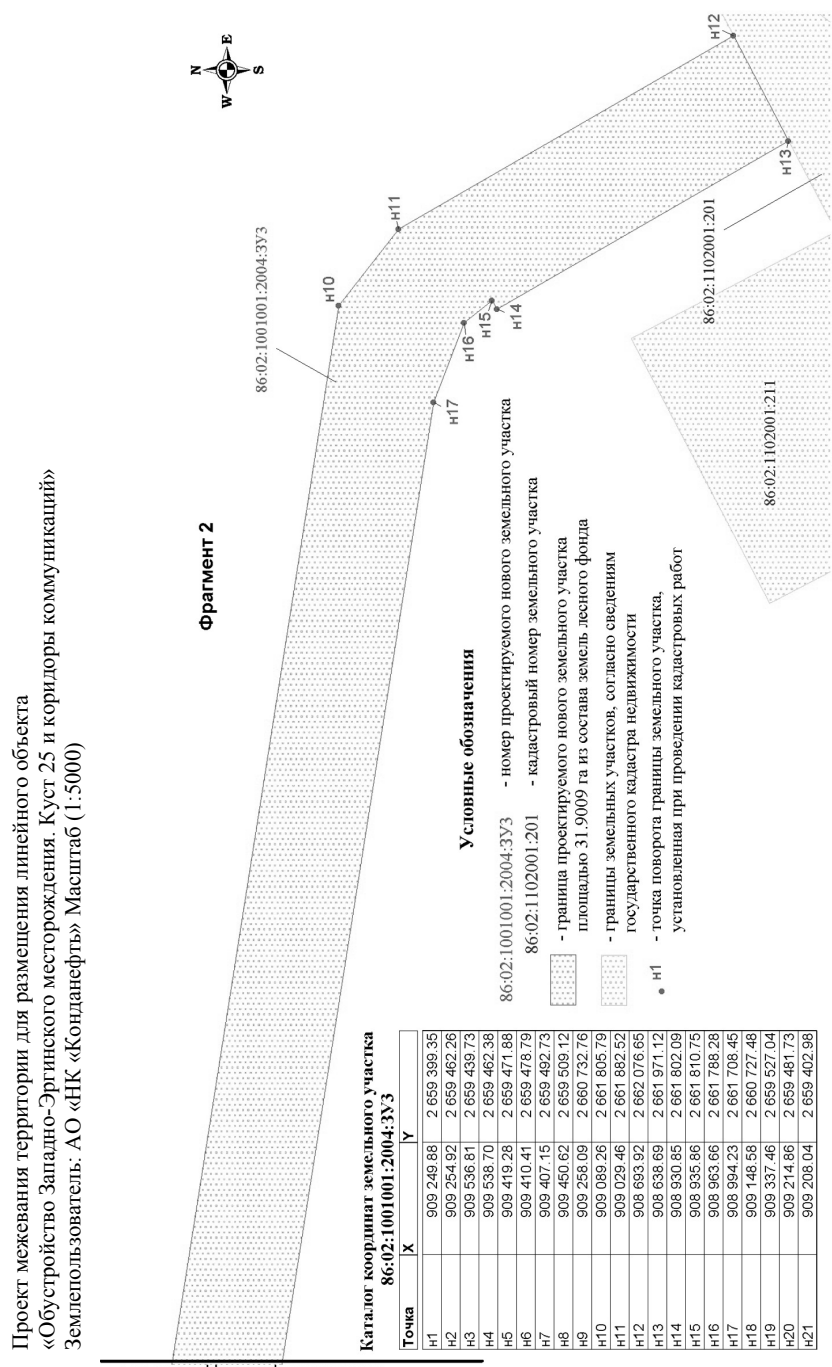 Проект межевания территории для размещения линейного объекта
«Обустройство Западно-Эргинского месторождения. Куст 25 и коридоры коммуникаций»
Землепользователь: АО «НК «Конданефть» Масштаб (1:5000)
Фрагмент 2
N
E
S
W
86:02:1001001:2004:ЗУ3
н10
н11
н12
н13
н14
н15
н16
н17
86:02:1102001:201
86:02:1102001:211
Условные обозначения
86:02:1001001:2004:ЗУ3 - номер проектируемого нового земельного участка
86:02:1102001:201 - кадастровый номер земельного участка
- граница проектируемого нового земельного участка
площадью 31.9009 га из состава земель лесного фонда
- границы земельных участков, согласно сведениям
государственного кадастра недвижимости
н1 - точка поворота границы земельного участка,
установленная при проведении кадастровых работ
Каталог координат земельного участка
86:02:1001001:2004:ЗУ3
Точка X Y
н1 909 249.88 2 659 399.35
н2 909 254.92 2 659 462.26
н3 909 536.81 2 659 439.73
н4 909 538.70 2 659 462.38
н5 909 419.28 2 659 471.88
н6 909 410.41 2 659 478.79
н7 909 407.15 2 659 492.73
н8 909 450.62 2 659 509.12
н9 909 258.09 2 660 732.76
н10 909 089.26 2 661 805.79
н11 909 029.46 2 661 882.52
н12 908 693.92 2 662 076.65
н13 908 638.69 2 661 971.12
н14 908 930.85 2 661 802.09
н15 908 935.86 2 661 810.75
н16 908 963.66 2 661 788.28
н17 908 994.23 2 661 708.45
н18 909 148.58 2 660 727.48
н19 909 337.46 2 659 527.04
н20 909 214.86 2 659 481.73
н21 909 208.04 2 659 402.98